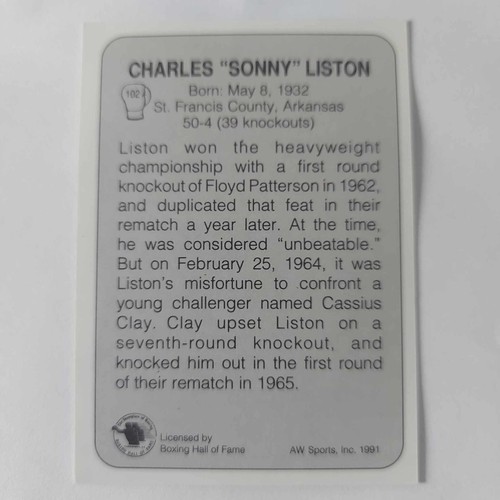 CHARLES "SONNY" LISTON
102
Born: May 8, 1932
St. Francis County, Arkansas
50-4 (39 knockouts)
Liston won the heavyweight
championship with a first round
knockout of Floyd Patterson in 1962,
and duplicated that feat in their
rematch a year later. At the time,
he was considered "unbeatable."
But on February 25, 1964, it was
Liston's misfortune to confront a
young challenger named Cassius
Clay. Clay upset Liston on a
seventh-round knockout, and
knocked him out in the first round
of their rematch in 1965.
Licensed by
Boxing Hall of Fame
AW Sports, Inc. 1991